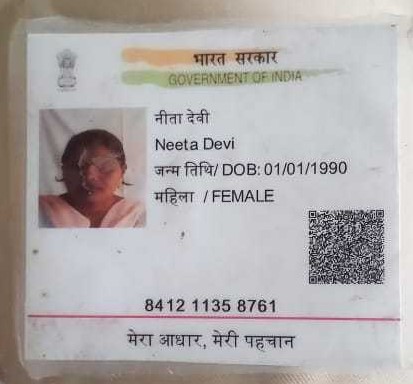 भारत सरकार
GOVERNMENT OF INDIA
नीता देवी
Neeta Devi
जन्म तिथि/ DOB: 01/01/1990
महिला / FEMALE
8412 1135 8761
मेरा आधार, मेरी पहचान